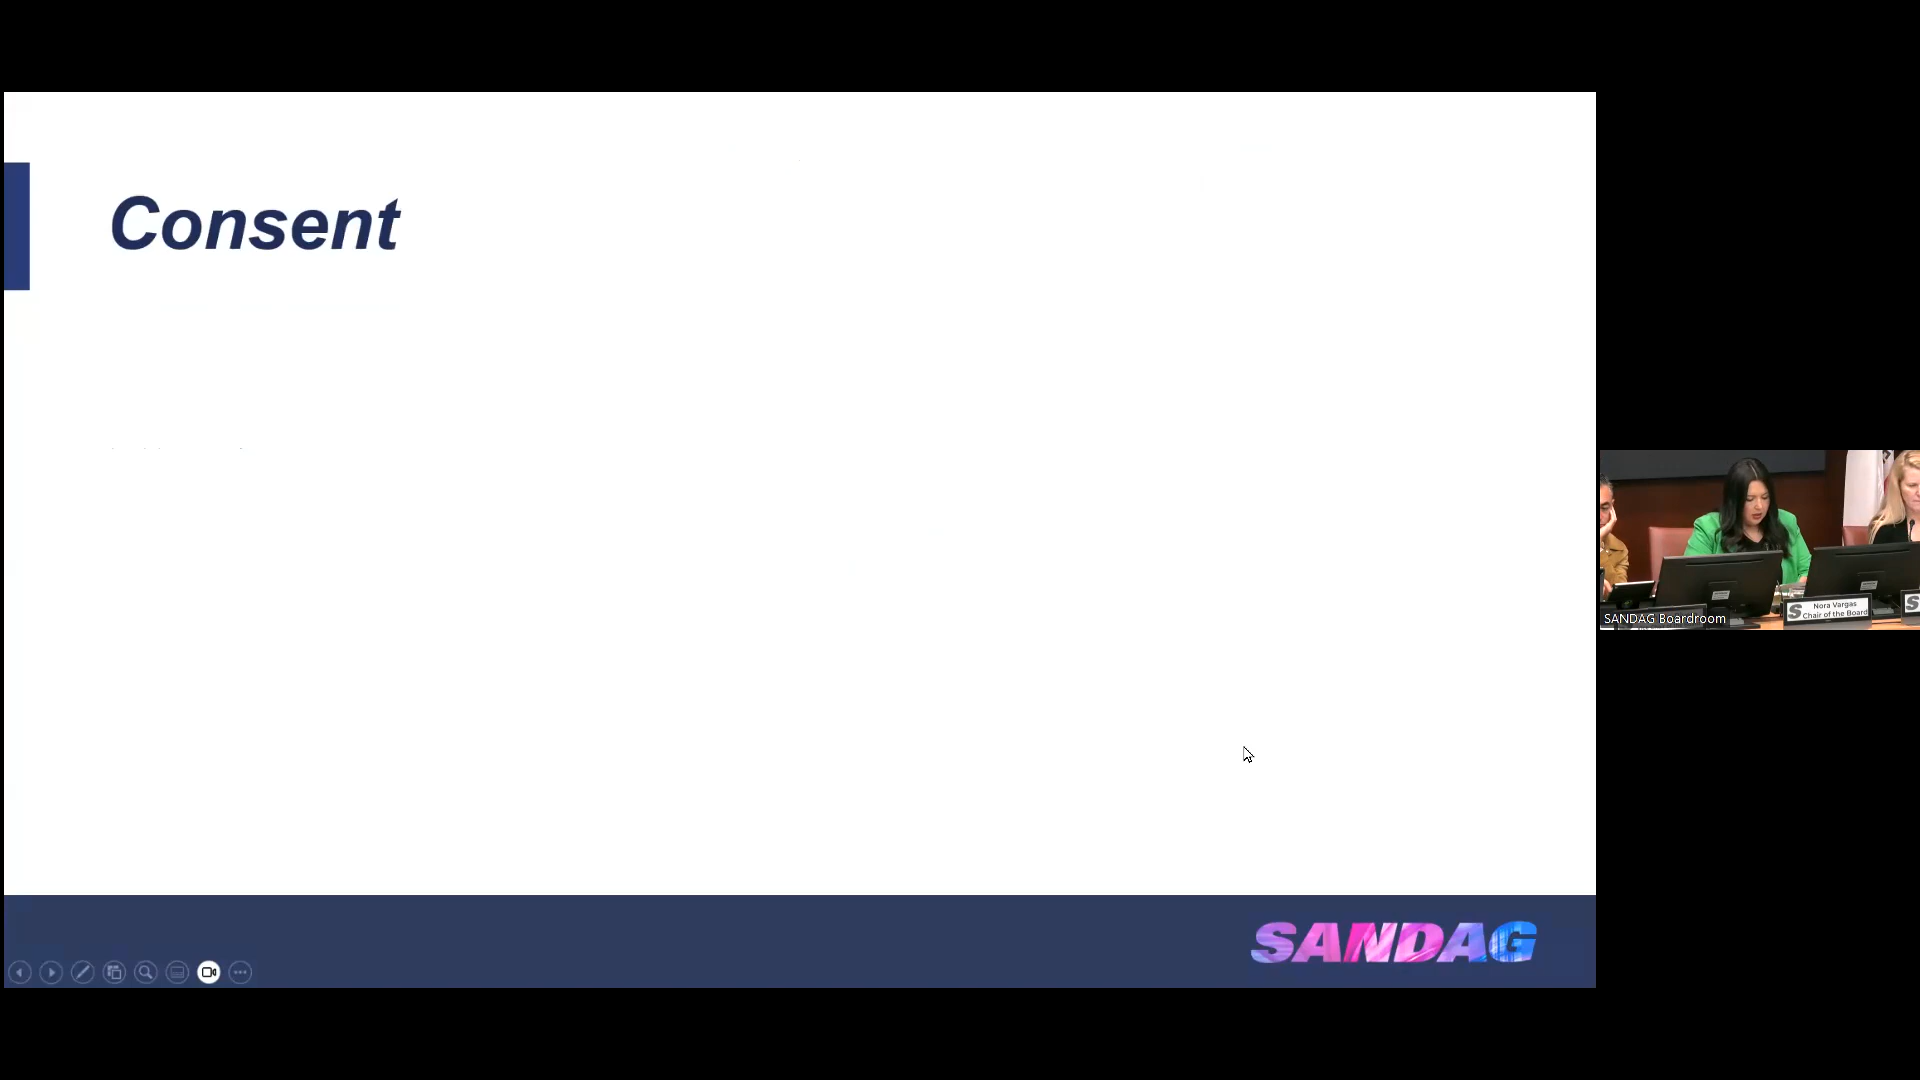 Consent
Nora Vargas
Chair of the Board
SANDAG Boardroom
SANDAG